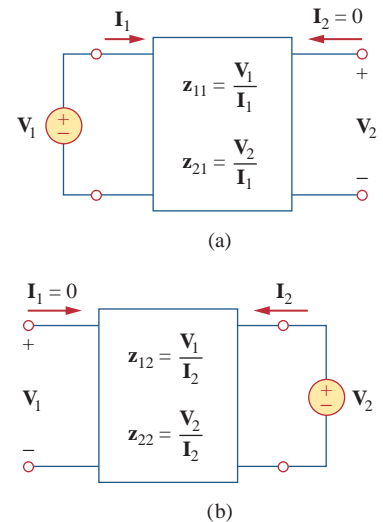 I₁ I₂ = 0
V₁ + − z₁₁ = V₁/I₁ + V₂ −
z₂₁ = V₂/I₁
(a)
I₁ = 0 I₂
+ V₁ − z₁₂ = V₁/I₂ + − V₂
z₂₂ = V₂/I₂
(b)